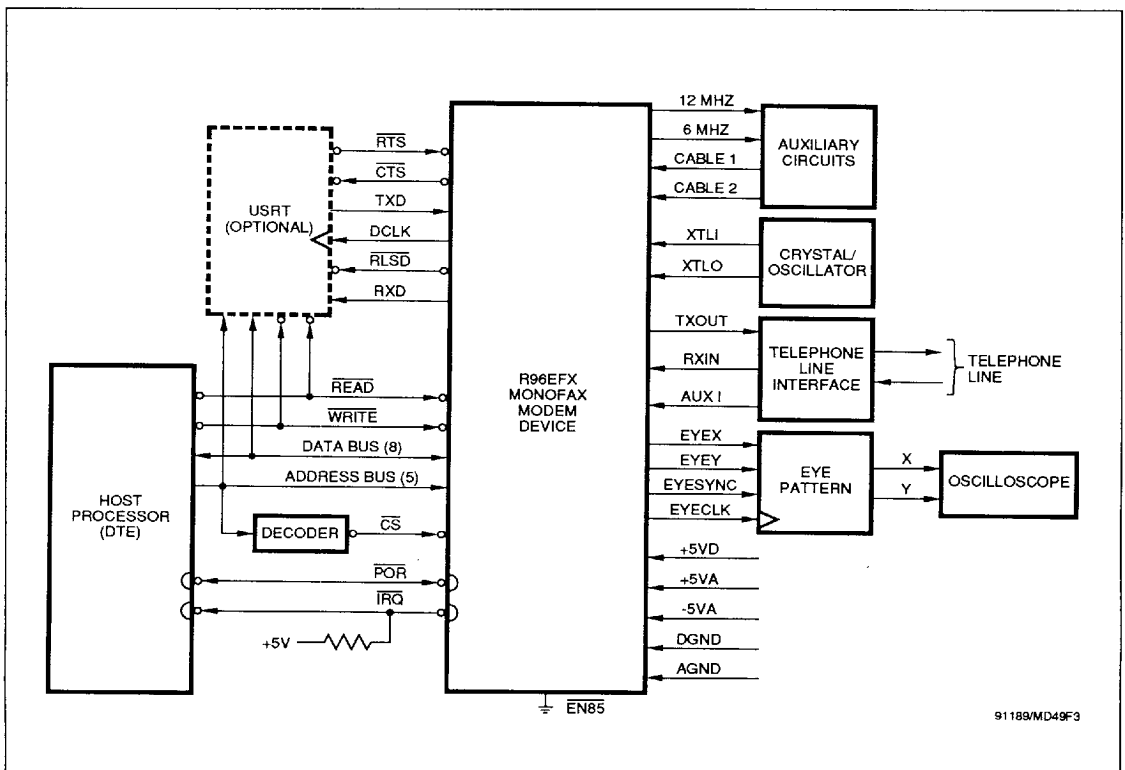 12 MHZ
6 MHZ
CABLE 1
CABLE 2
AUXILIARY
CIRCUITS
RTS
CTS
TXD
DCLK
RLSD
RXD
USRT
(OPTIONAL)
XTLI
XTLO
CRYSTAL/
OSCILLATOR
TXOUT
RXIN
AUX I
TELEPHONE
LINE
INTERFACE
TELEPHONE
LINE
R96EFX
MONOFAX
MODEM
DEVICE
READ
WRITE
DATA BUS (8)
ADDRESS BUS (5)
HOST
PROCESSOR
(DTE)
DECODER
CS
POR
IRQ
+5V
EYEX
EYEY
EYESYNC
EYECLK
EYE
PATTERN
X
Y
OSCILLOSCOPE
+5VD
+5VA
-5VA
DGND
AGND
EN85
91189/MD49F3